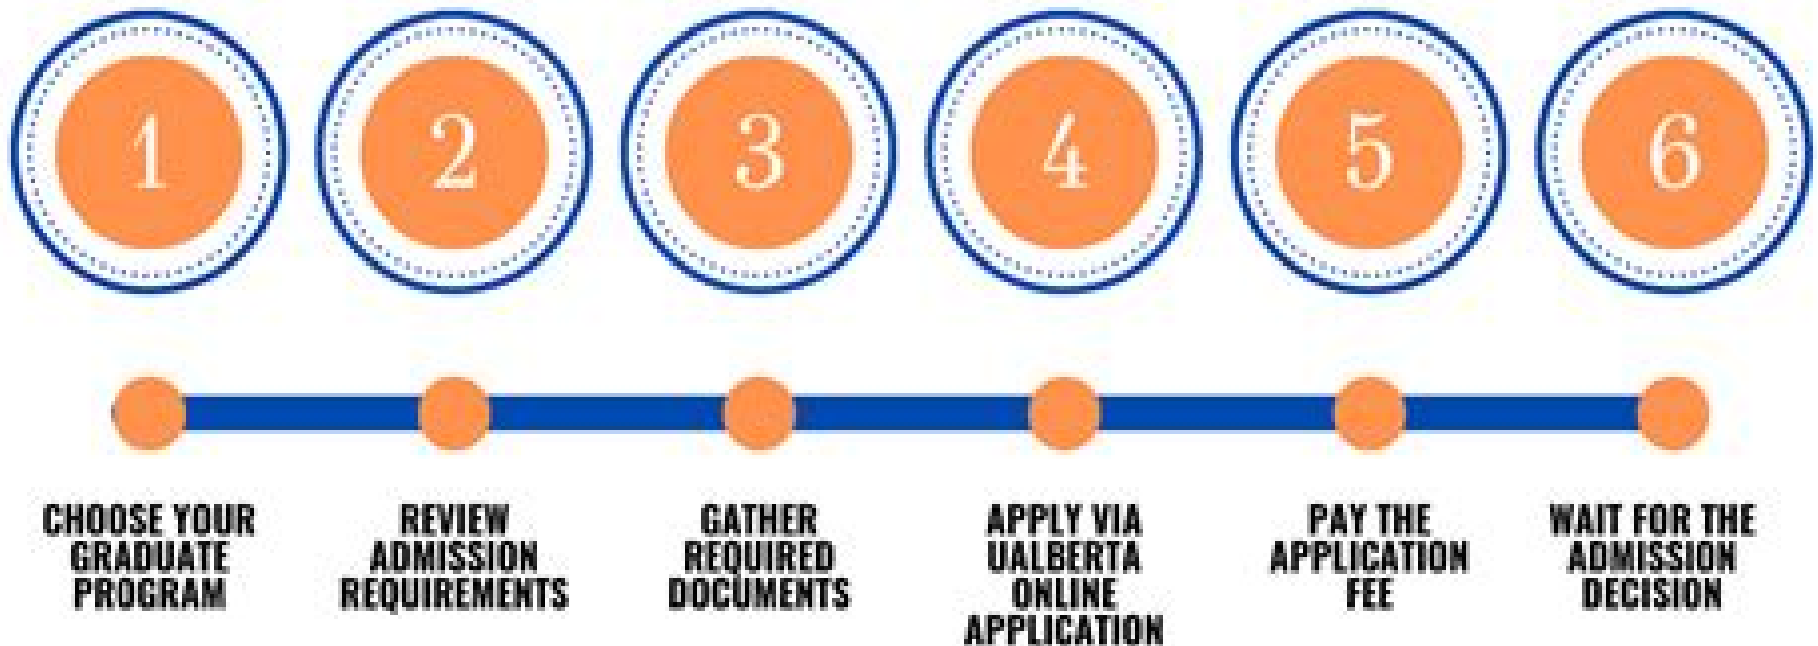 1
2
3
4
5
6
CHOOSE YOUR
GRADUATE
PROGRAM
REVIEW
ADMISSION
REQUIREMENTS
GATHER
REQUIRED
DOCUMENTS
APPLY VIA
UALBERTA
ONLINE
APPLICATION
PAY THE
APPLICATION
FEE
WAIT FOR THE
ADMISSION
DECISION